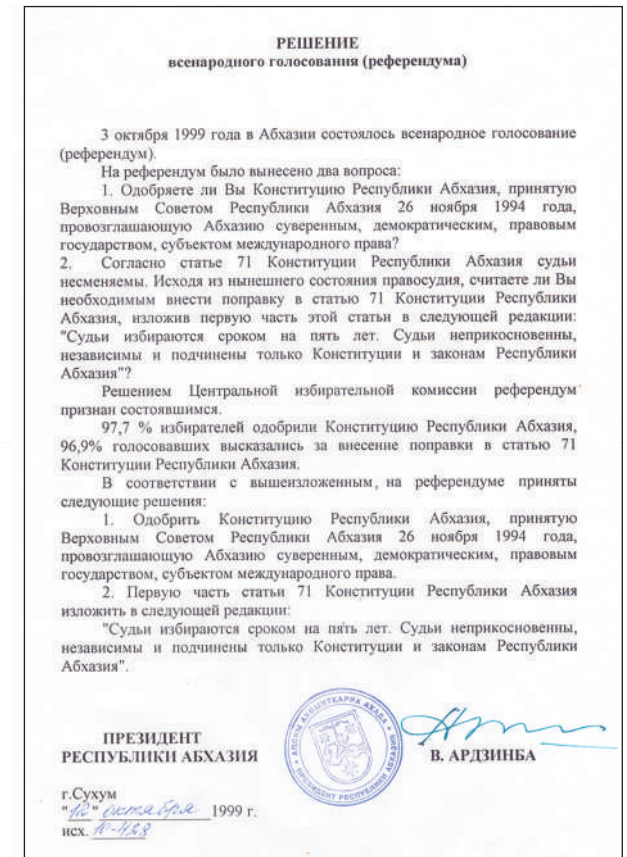 РЕШЕНИЕ
всенародного голосования (референдума)
3 октября 1999 года в Абхазии состоялось всенародное голосование
(референдум).
На референдум было вынесено два вопроса:
1. Одобряете ли Вы Конституцию Республики Абхазия, принятую
Верховным Советом Республики Абхазия 26 ноября 1994 года,
провозглашающую Абхазию суверенным, демократическим, правовым
государством, субъектом международного права?
2. Согласно статье 71 Конституции Республики Абхазия судьи
несменяемы. Исходя из нынешнего состояния правосудия, считаете ли Вы
необходимым внести поправку в статью 71 Конституции Республики
Абхазия, изложив первую часть этой статьи в следующей редакции:
"Судьи избираются сроком на пять лет. Судьи неприкосновенны,
независимы и подчинены только Конституции и законам Республики
Абхазия"?
Решением Центральной избирательной комиссии референдум
признан состоявшимся.
97,7 % избирателей одобрили Конституцию Республики Абхазия,
96,9% голосовавших высказались за внесение поправки в статью 71
Конституции Республики Абхазия.
В соответствии с вышеизложенным, на референдуме приняты
следующие решения:
1. Одобрить Конституцию Республики Абхазия, принятую
Верховным Советом Республики Абхазия 26 ноября 1994 года,
провозглашающую Абхазию суверенным, демократическим, правовым
государством, субъектом международного права.
2. Первую часть статьи 71 Конституции Республики Абхазия
изложить в следующей редакции:
"Судьи избираются сроком на пять лет. Судьи неприкосновенны,
независимы и подчинены только Конституции и законам Республики
Абхазия".
ПРЕЗИДЕНТ
РЕСПУБЛИКИ АБХАЗИЯ
В. АРДЗИНБА
ПРЕЗИДЕНТ РЕСПУБЛИКИ АБХАЗИЯ
г.Сухум
"12" октября 1999 г.
исх.